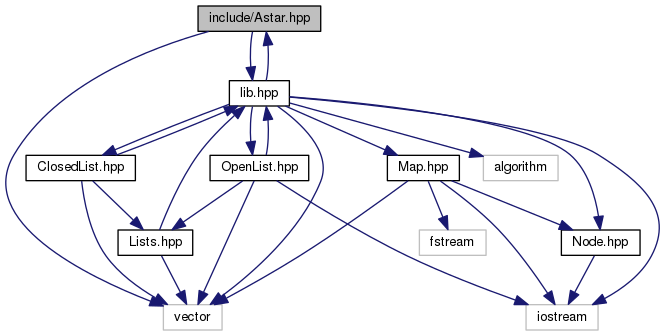 include/Astar.hpp
lib.hpp
ClosedList.hpp
OpenList.hpp
Map.hpp
algorithm
Lists.hpp
fstream
Node.hpp
vector
iostream